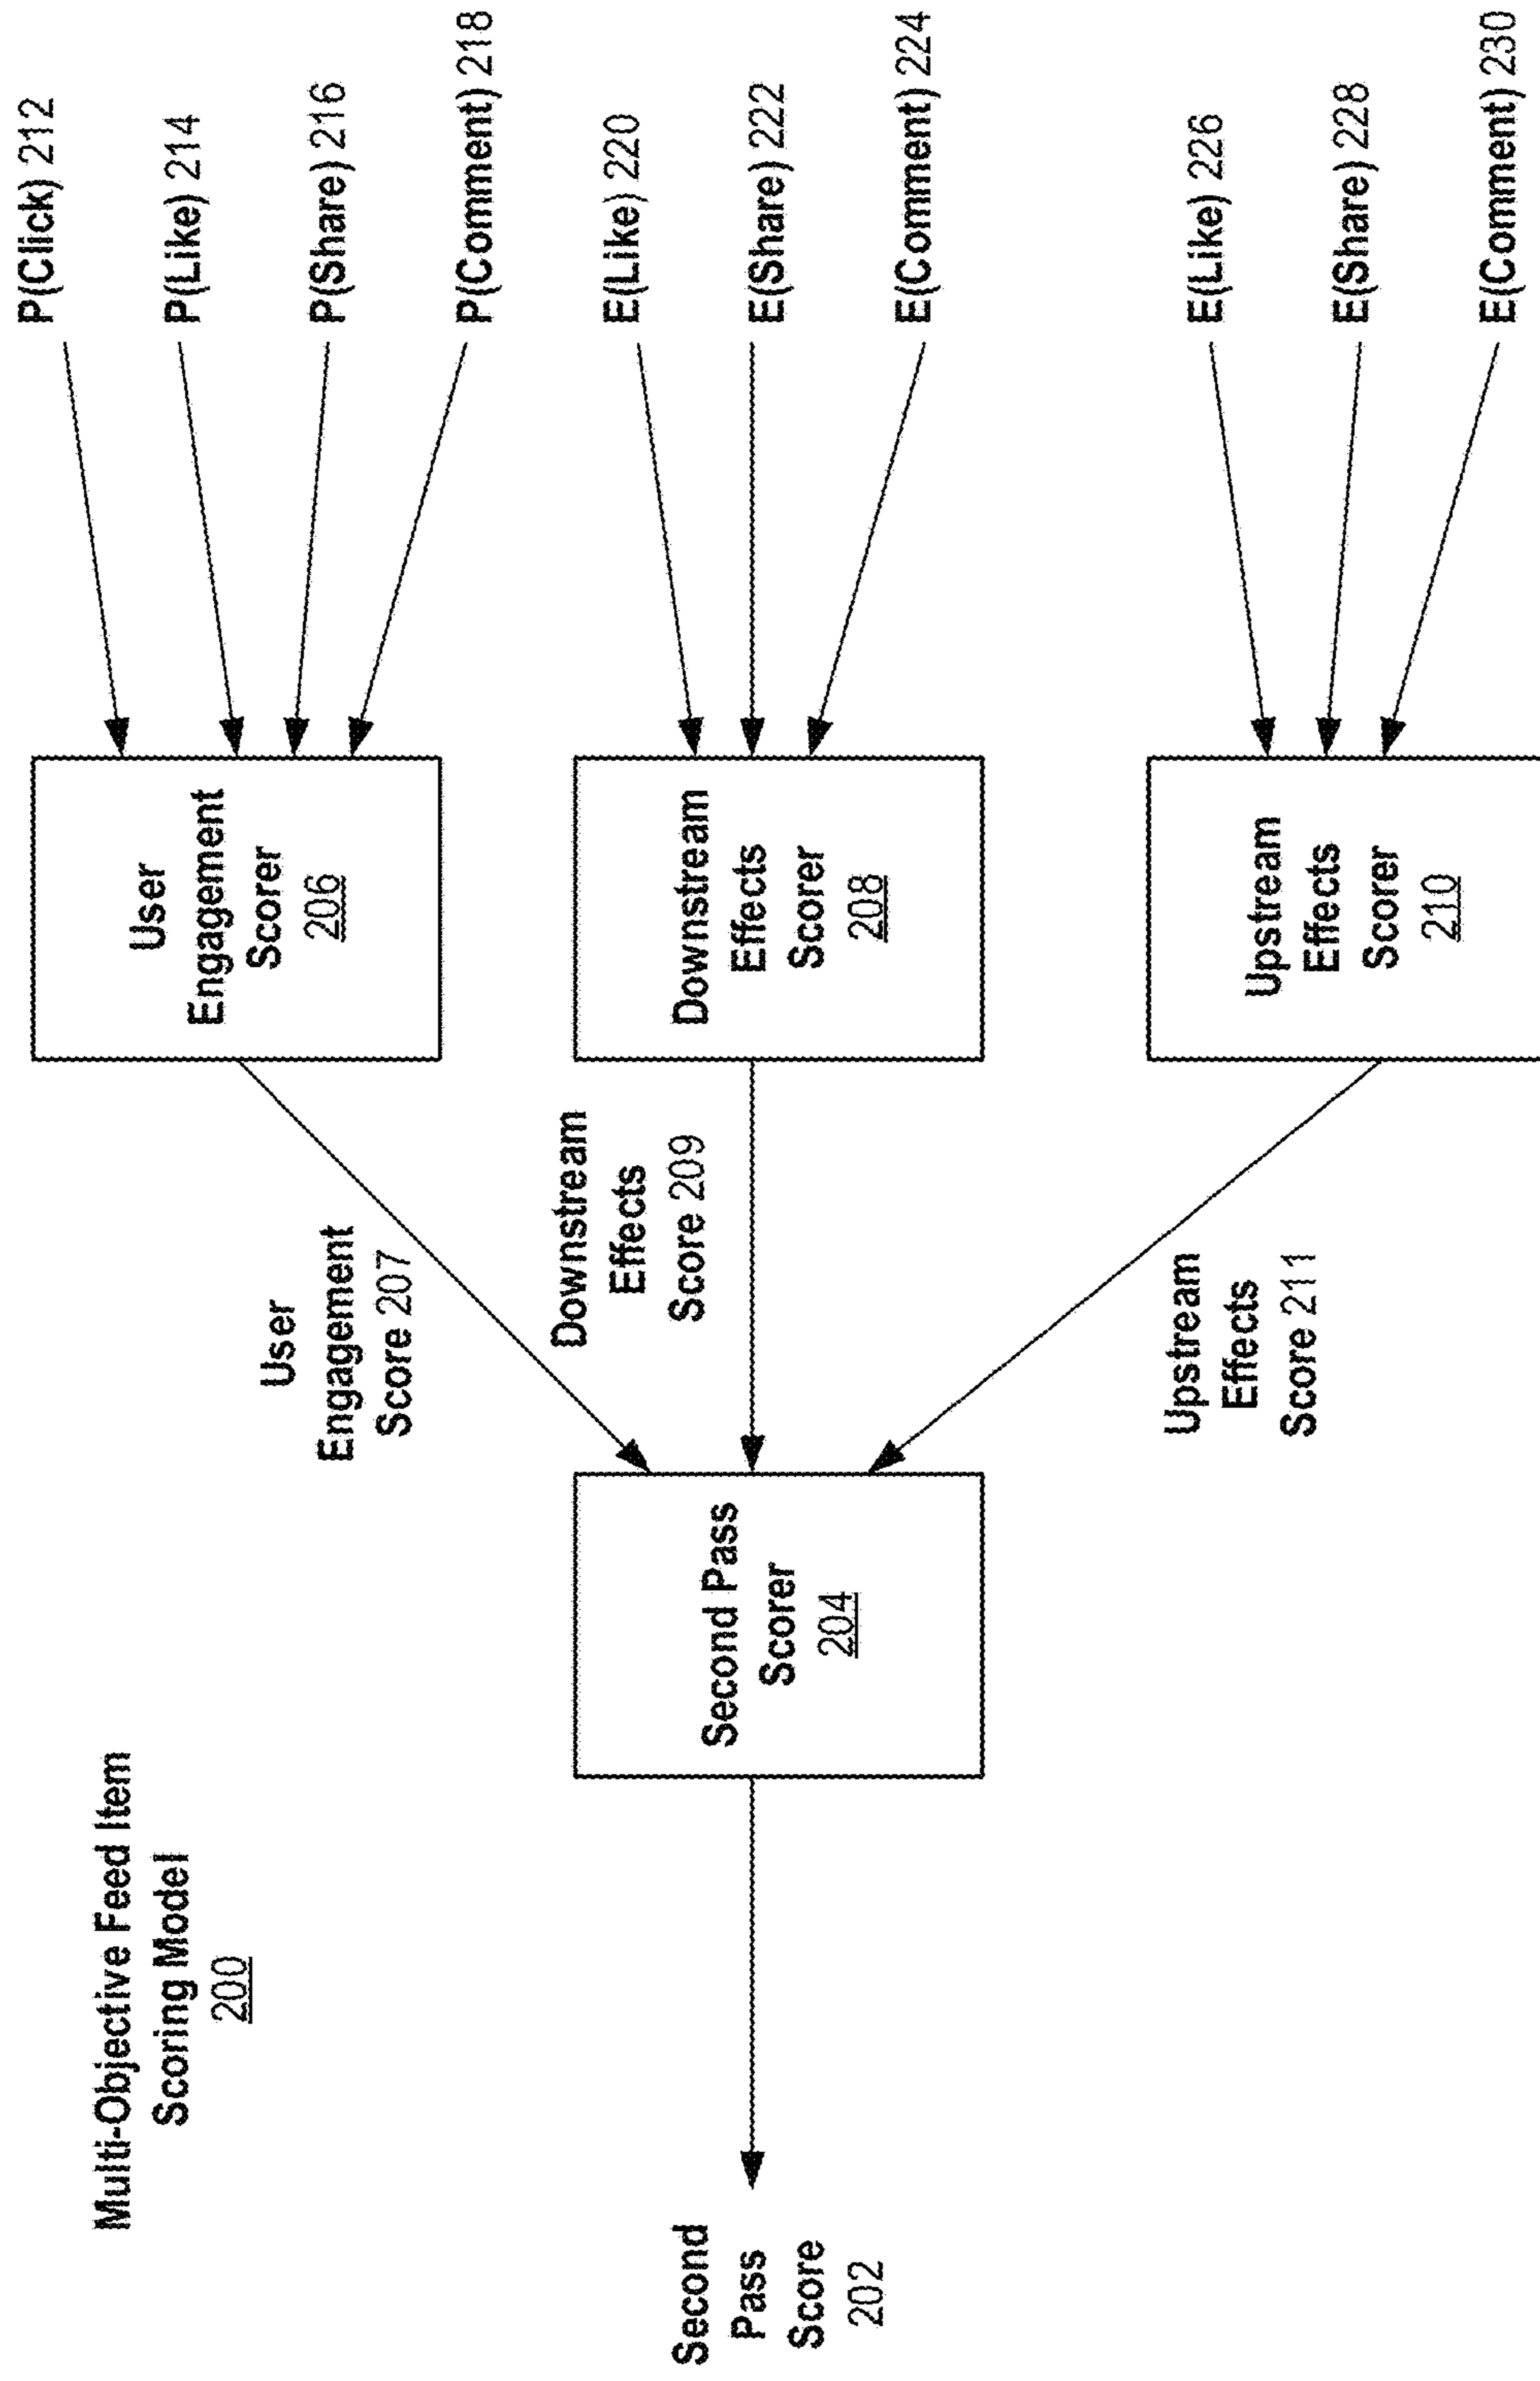 Multi-Objective Feed Item
Scoring Model
200
P(Click) 212
P(Like) 214
P(Share) 216
P(Comment) 218
User
Engagement
Scorer
206
User
Engagement
Score 207
E(Like) 220
E(Share) 222
E(Comment) 224
Downstream
Effects
Scorer
208
Downstream
Effects
Score 209
Second Pass
Scorer
204
Second
Pass
Score
202
E(Like) 226
E(Share) 228
E(Comment) 230
Upstream
Effects
Scorer
210
Upstream
Effects
Score 211